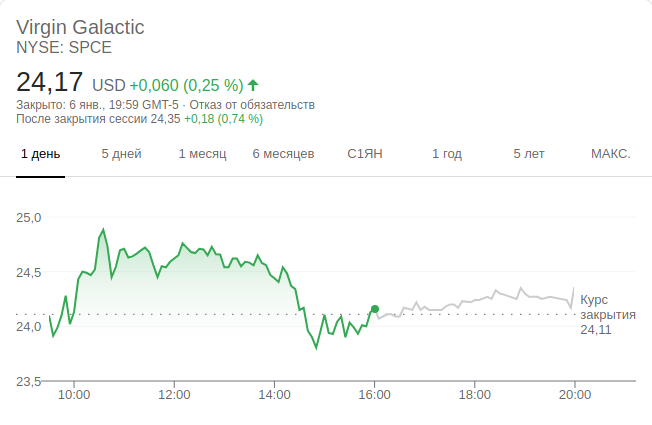 Virgin Galactic
NYSE: SPCE
24,17 USD +0,060 (0,25 %)
Закрыто: 6 янв., 19:59 GMT-5 · Отказ от обязательств
После закрытия сессии 24,35 +0,18 (0,74 %)
1 день 5 дней 1 месяц 6 месяцев С1ЯН 1 год 5 лет МАКС.
25,0
24,5
24,0
23,5
Курс
закрытия
24,11
10:00 12:00 14:00 16:00 18:00 20:00